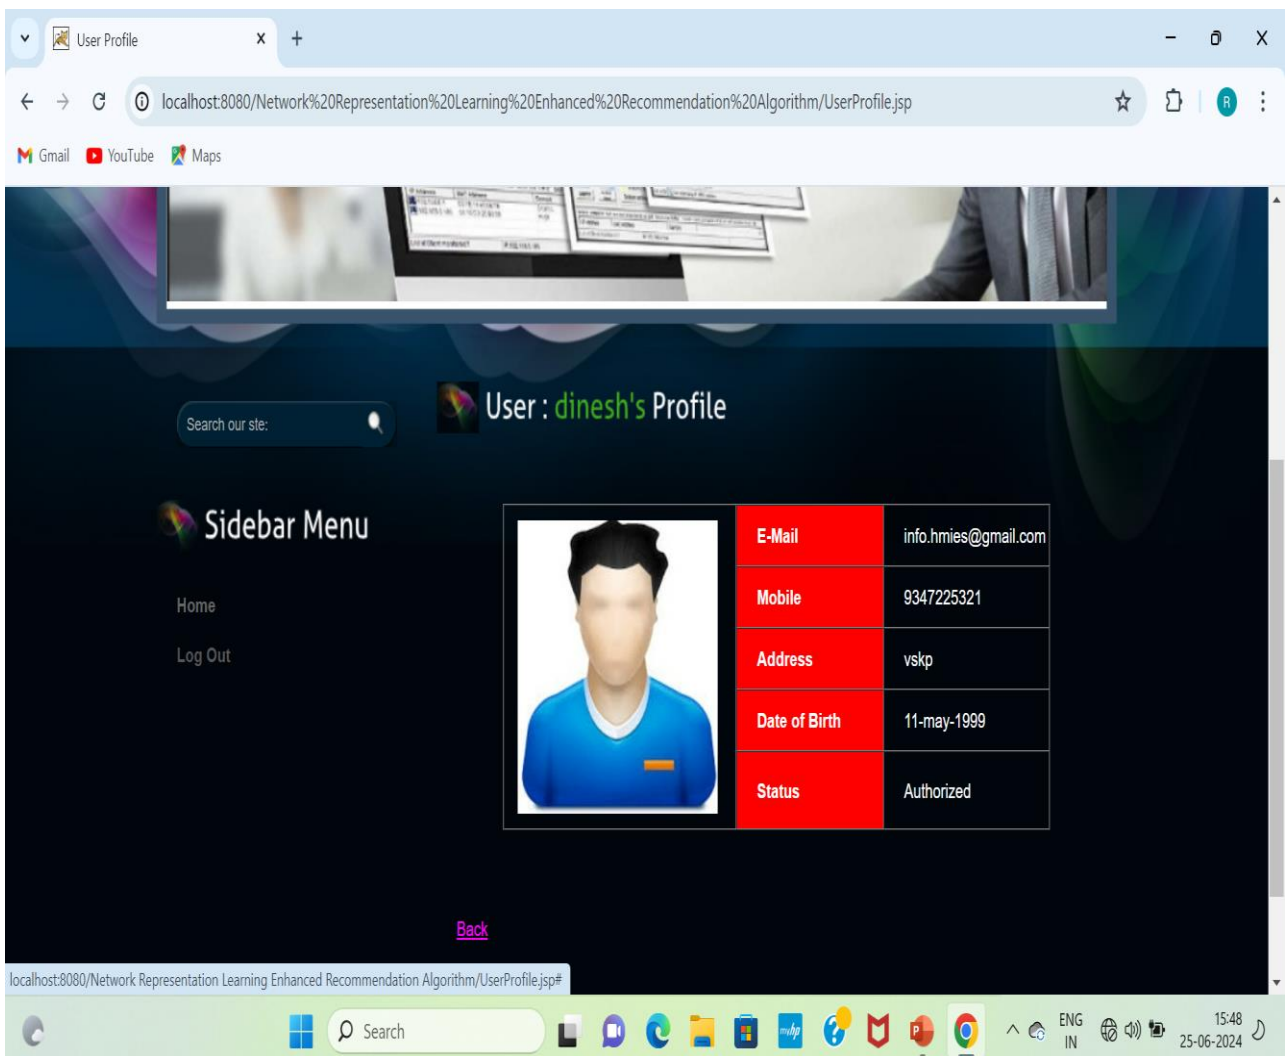 User Profile
localhost:8080/Network%20Representation%20Learning%20Enhanced%20Recommendation%20Algorithm/UserProfile.jsp
R
Gmail YouTube Maps
User : dinesh's Profile
Search our ste:
Sidebar Menu
Home
Log Out
E-Mail info.hmies@gmail.com
Mobile 9347225321
Address vskp
Date of Birth 11-may-1999
Status Authorized
Back
localhost:8080/Network Representation Learning Enhanced Recommendation Algorithm/UserProfile.jsp#
Search
myhp
ENG
IN
15:48
25-06-2024